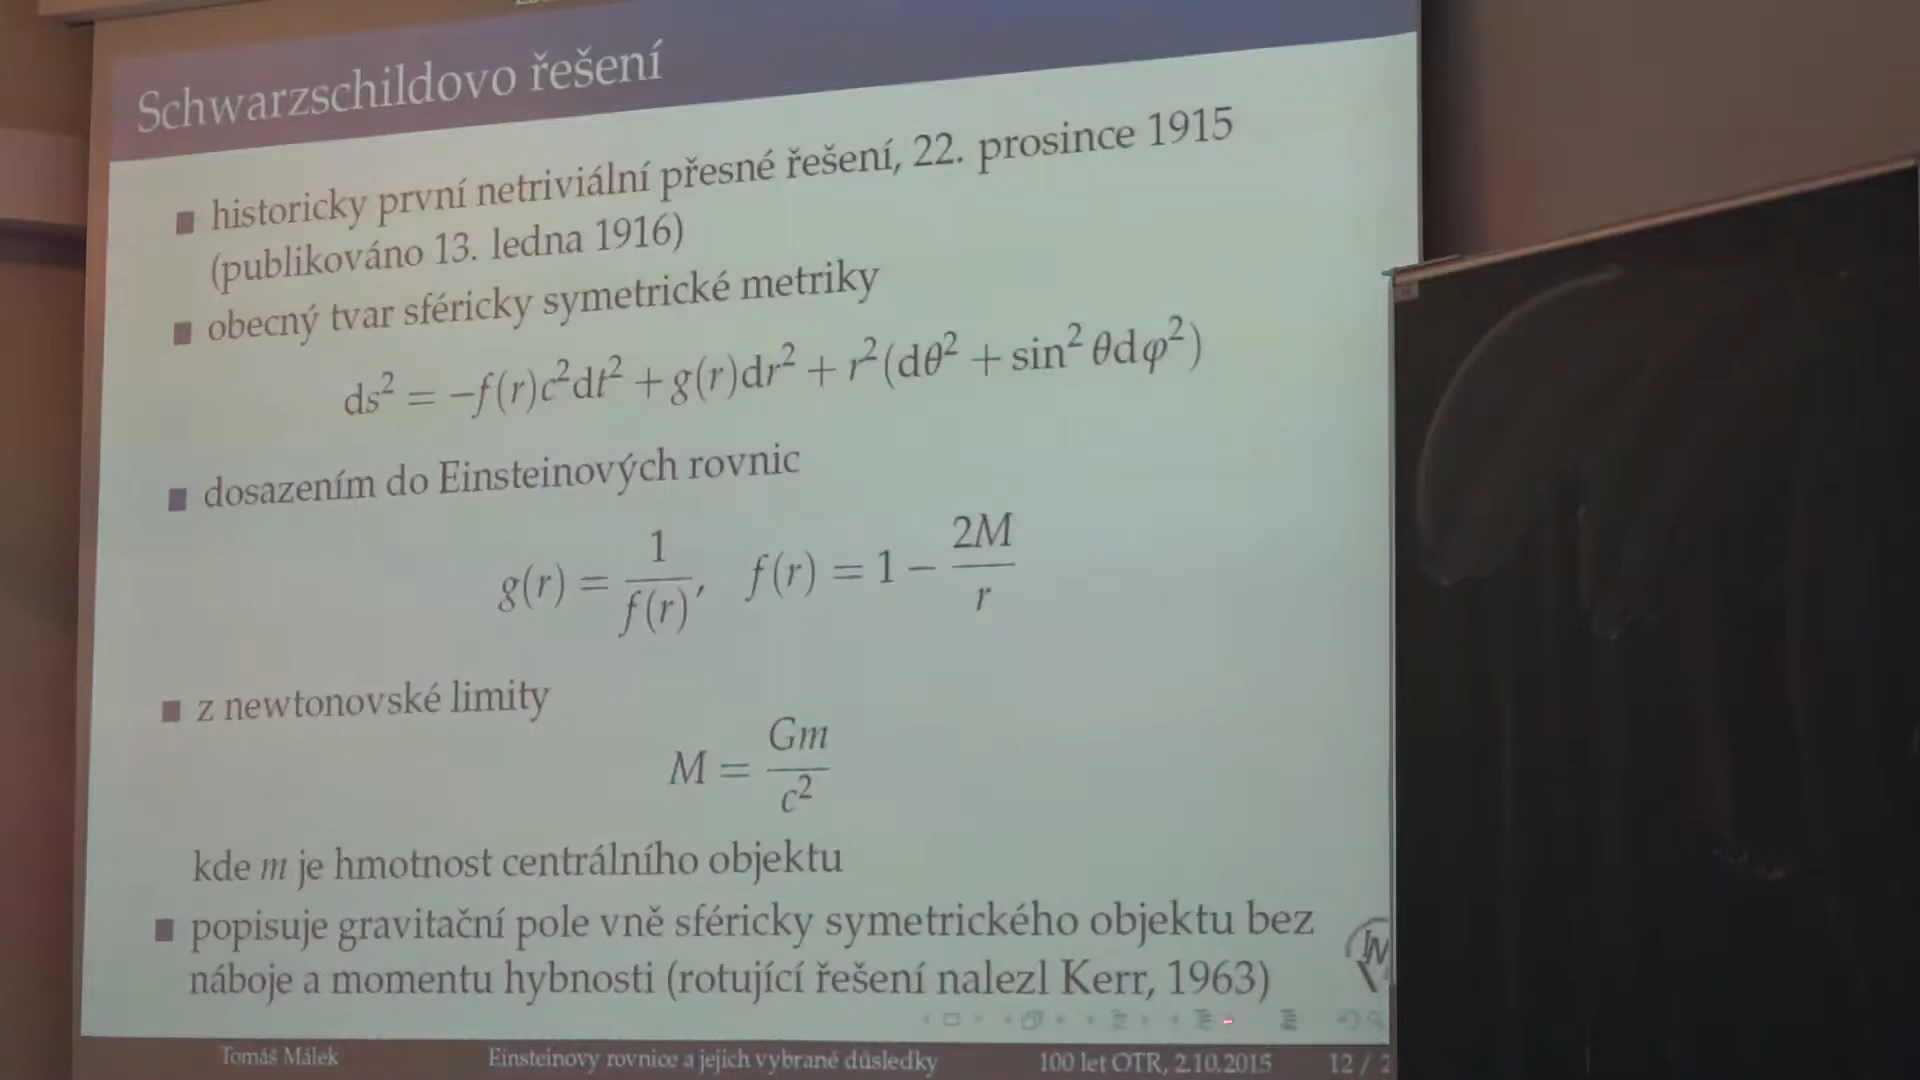 Schwarzschildovo řešení
■ historicky první netriviální přesné řešení, 22. prosince 1915
(publikováno 13. ledna 1916)
■ obecný tvar sféricky symetrické metriky
ds² = −f(r)c²dt² + g(r)dr² + r²(dθ² + sin² θdφ²)
■ dosazením do Einsteinových rovnic
g(r) = 1/f(r), f(r) = 1 − 2M/r
■ z newtonovské limity
M = Gm/c²
kde m je hmotnost centrálního objektu
■ popisuje gravitační pole vně sféricky symetrického objektu bez
náboje a momentu hybnosti (rotující řešení nalezl Kerr, 1963)
Tomáš Málek Einsteinovy rovnice a jejich vybrané důsledky 100 let OTR, 2.10.2015 12 /